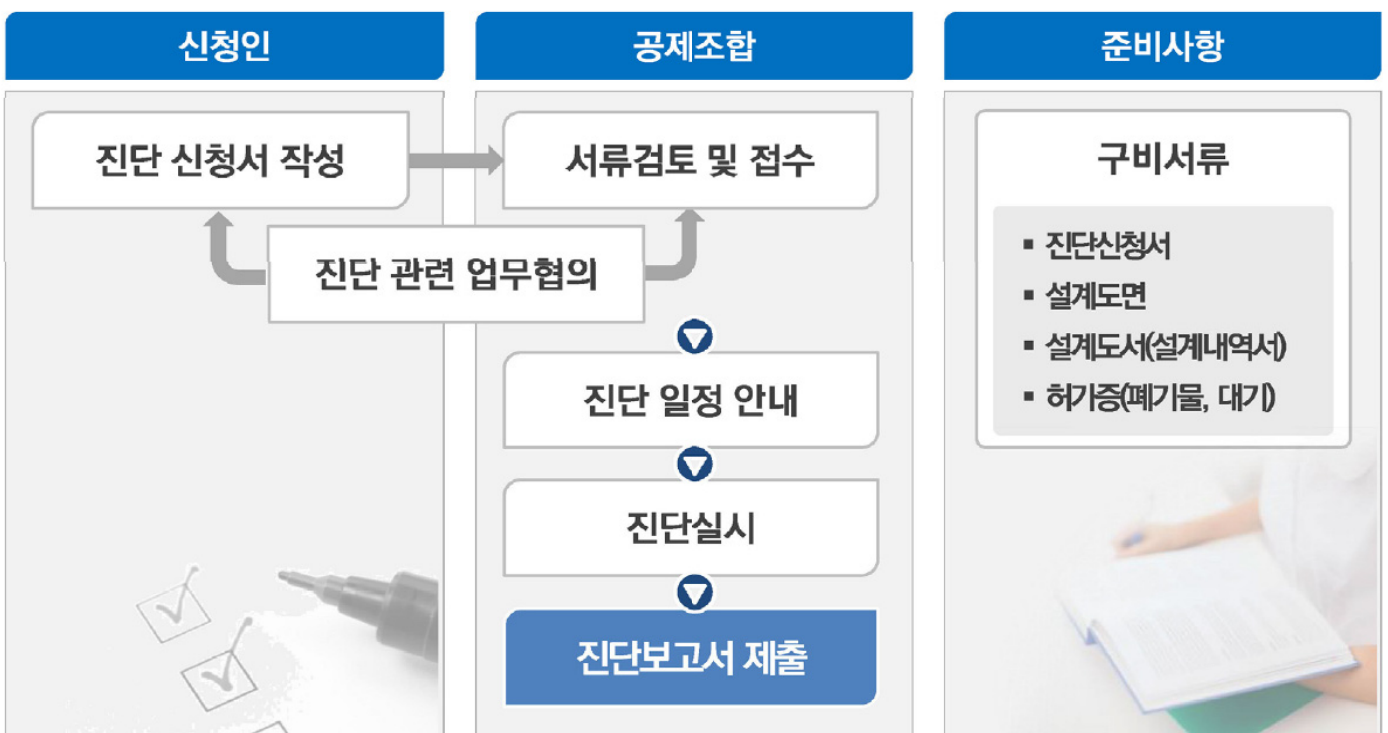 신청인
공제조합
준비사항
진단 신청서 작성
서류검토 및 접수
진단 관련 업무협의
진단 일정 안내
진단실시
진단보고서 제출
구비서류
▪ 진단신청서
▪ 설계도면
▪ 설계도서(설계내역서)
▪ 허가증(폐기물, 대기)